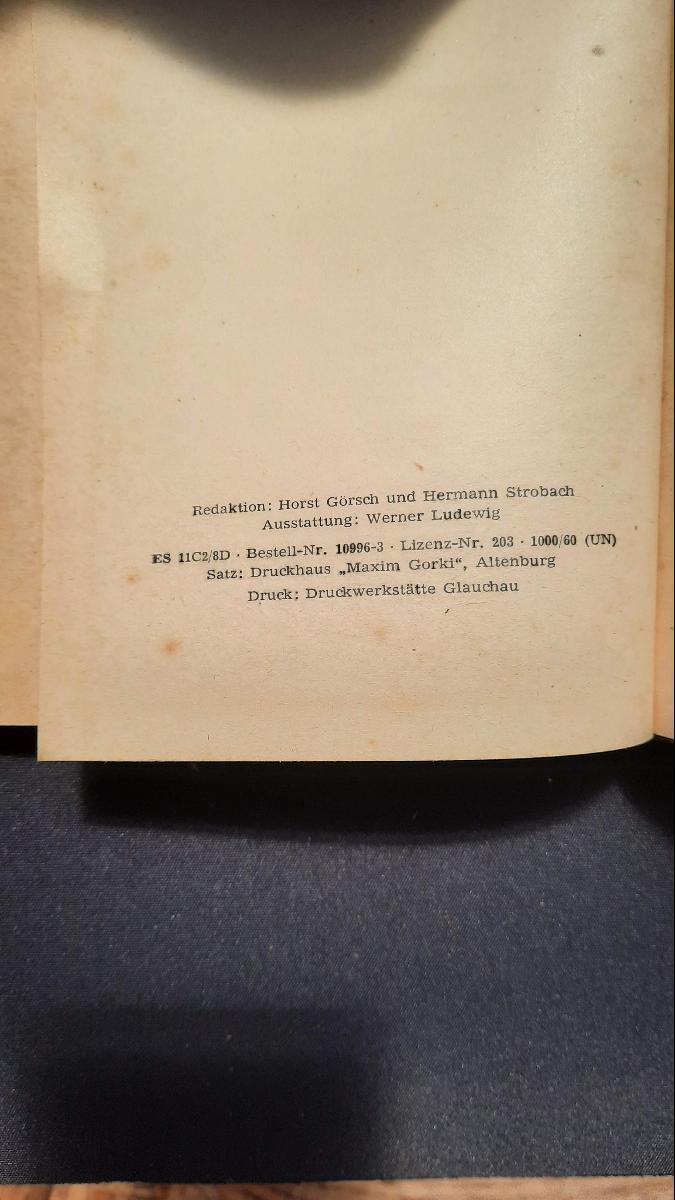 Redaktion: Horst Görsch und Hermann Strobach
Ausstattung: Werner Ludewig
ES 11C2/8D · Bestell-Nr. 10996-3 · Lizenz-Nr. 203 · 1000/60 (UN)
Satz: Druckhaus „Maxim Gorki“, Altenburg
Druck: Druckwerkstätte Glauchau